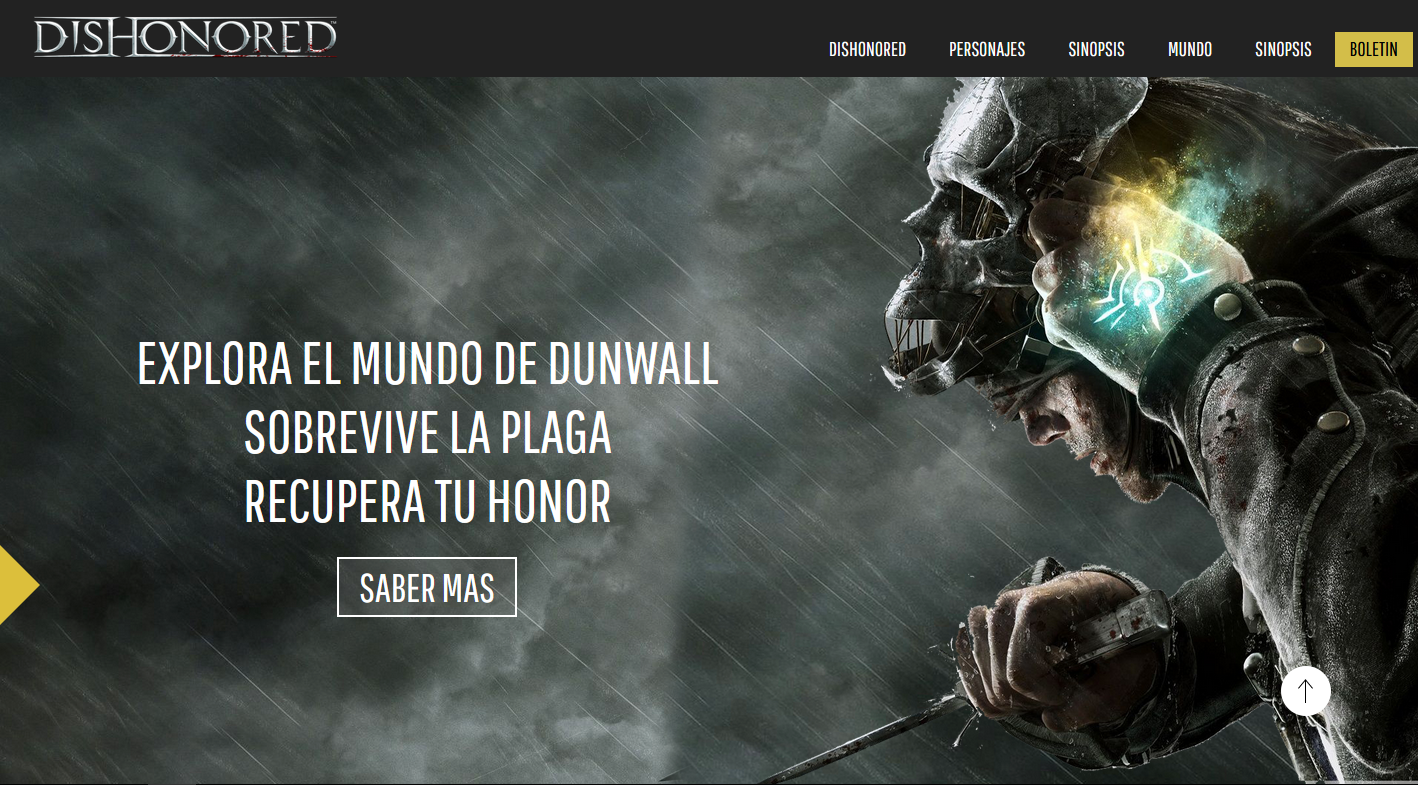 DISHONORED™
DISHONORED PERSONAJES SINOPSIS MUNDO SINOPSIS BOLETIN
EXPLORA EL MUNDO DE DUNWALL
SOBREVIVE LA PLAGA
RECUPERA TU HONOR
SABER MAS